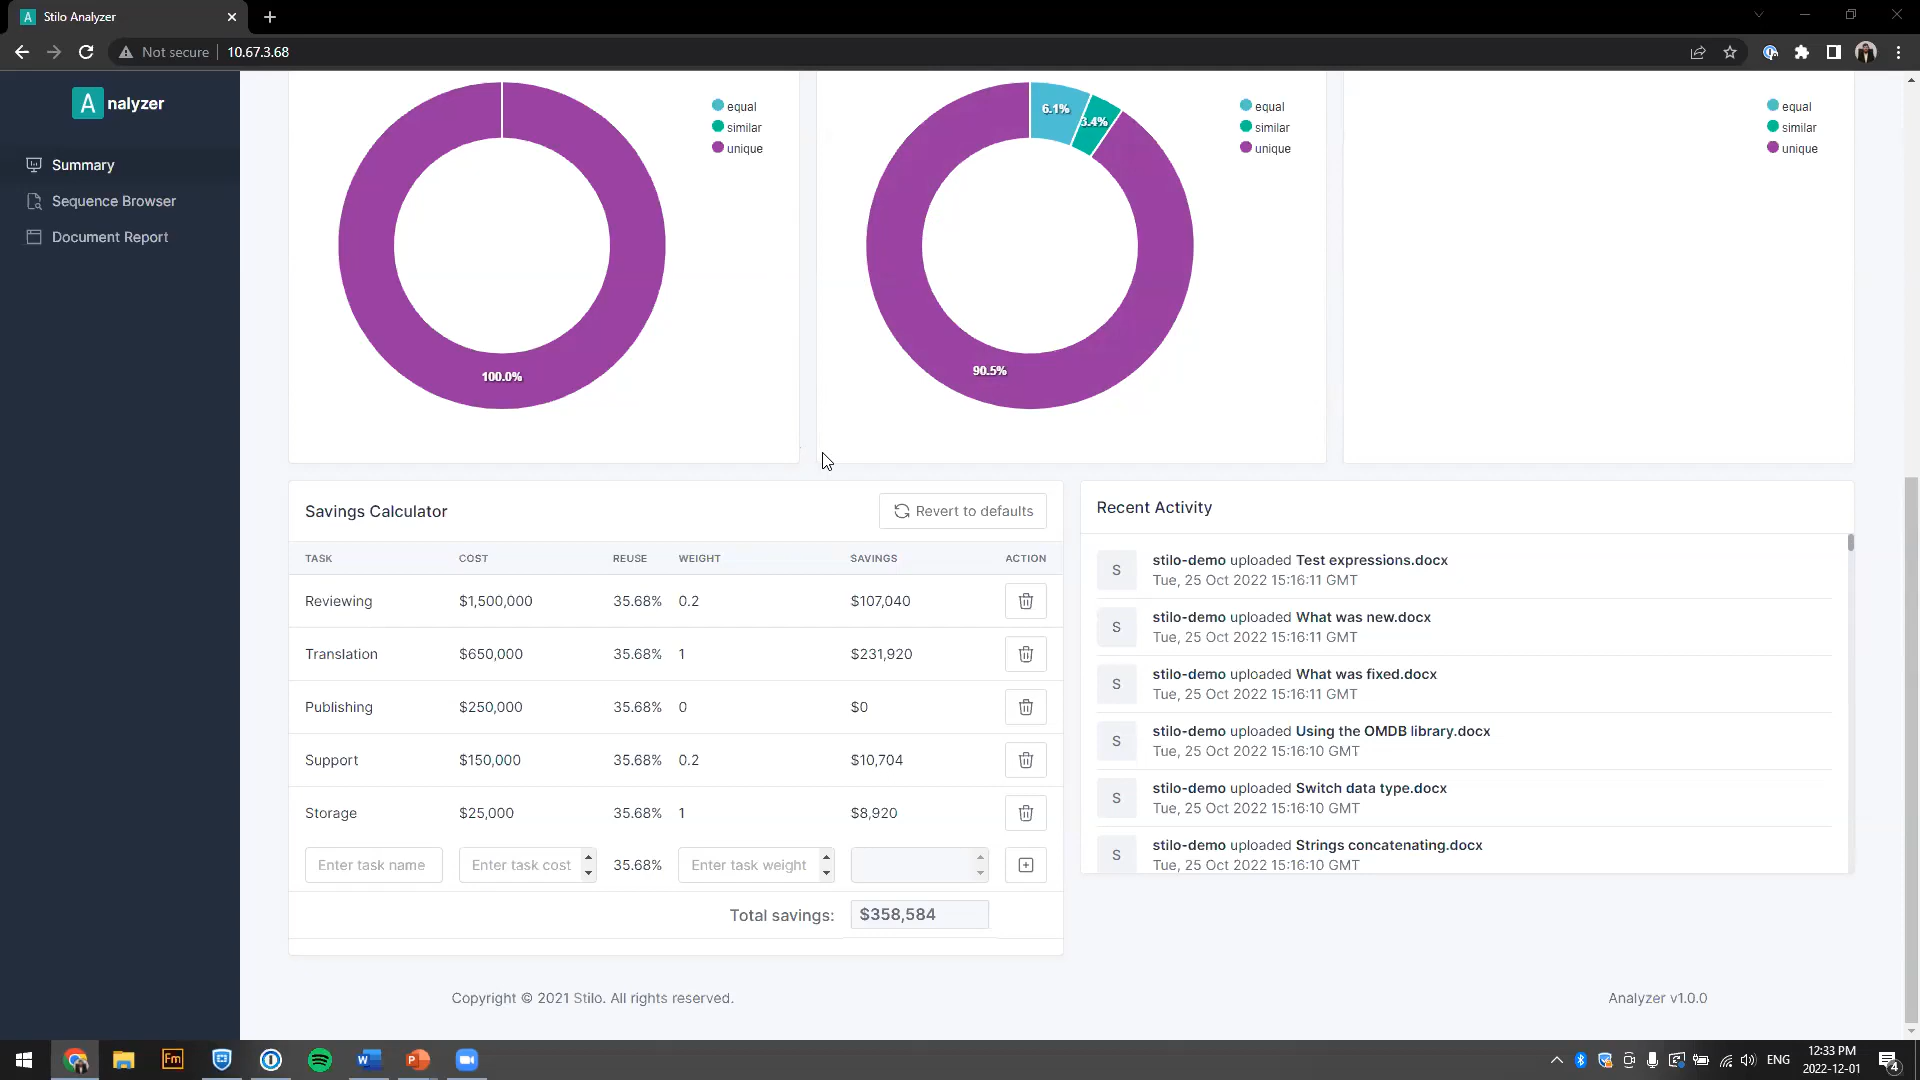 Stilo Analyzer
Not secure 10.67.3.68
A nalyzer
Summary
Sequence Browser
Document Report
equal
similar
unique
100.0%
6.1%
3.4%
90.5%
equal
similar
unique
equal
similar
unique
Savings Calculator
Revert to defaults
TASK COST REUSE WEIGHT SAVINGS ACTION
Reviewing $1,500,000 35.68% 0.2 $107,040
Translation $650,000 35.68% 1 $231,920
Publishing $250,000 35.68% 0 $0
Support $150,000 35.68% 0.2 $10,704
Storage $25,000 35.68% 1 $8,920
Enter task name Enter task cost 35.68% Enter task weight
Total savings: $358,584
Recent Activity
S
stilo-demo uploaded Test expressions.docx
Tue, 25 Oct 2022 15:16:11 GMT
S
stilo-demo uploaded What was new.docx
Tue, 25 Oct 2022 15:16:11 GMT
S
stilo-demo uploaded What was fixed.docx
Tue, 25 Oct 2022 15:16:11 GMT
S
stilo-demo uploaded Using the OMDB library.docx
Tue, 25 Oct 2022 15:16:10 GMT
S
stilo-demo uploaded Switch data type.docx
Tue, 25 Oct 2022 15:16:10 GMT
S
stilo-demo uploaded Strings concatenating.docx
Tue, 25 Oct 2022 15:16:10 GMT
Copyright © 2021 Stilo. All rights reserved.
Analyzer v1.0.0
Fm
ENG
12:33 PM
2022-12-01
4